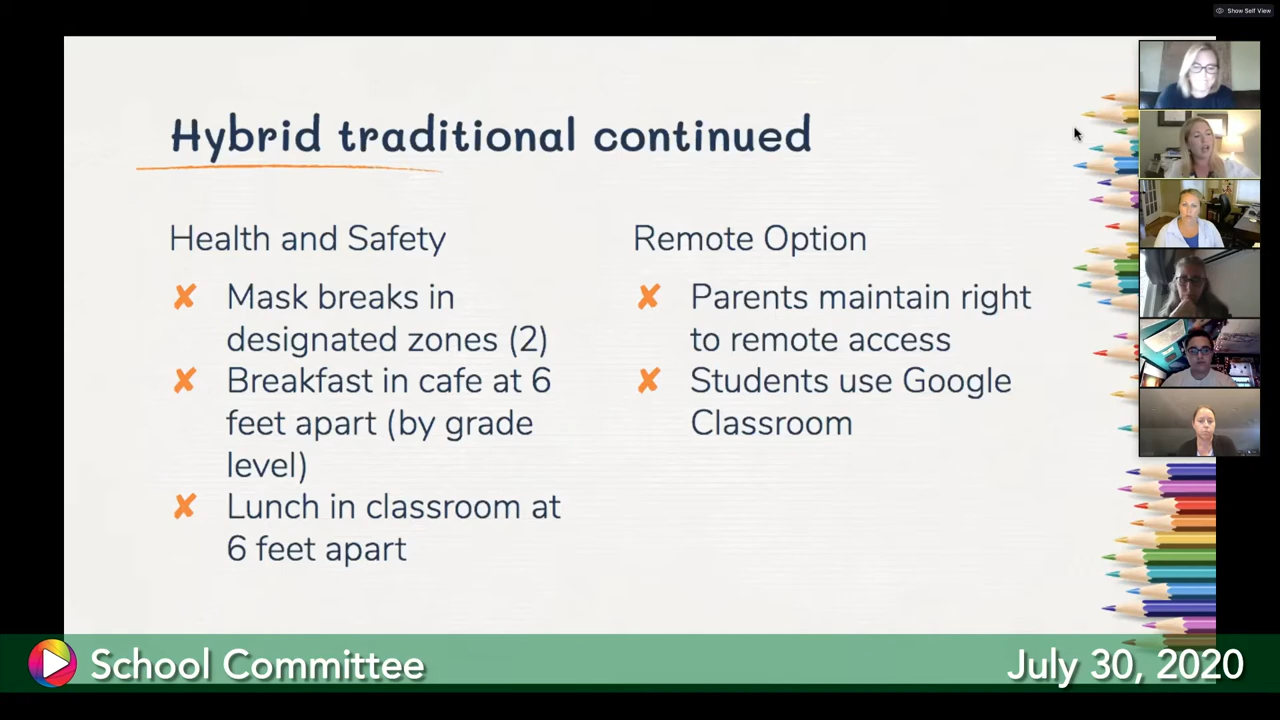 Show Self View
Hybrid traditional continued
Health and Safety
✘ Mask breaks in
designated zones (2)
✘ Breakfast in cafe at 6
feet apart (by grade
level)
✘ Lunch in classroom at
6 feet apart
Remote Option
✘ Parents maintain right
to remote access
✘ Students use Google
Classroom
School Committee
July 30, 2020